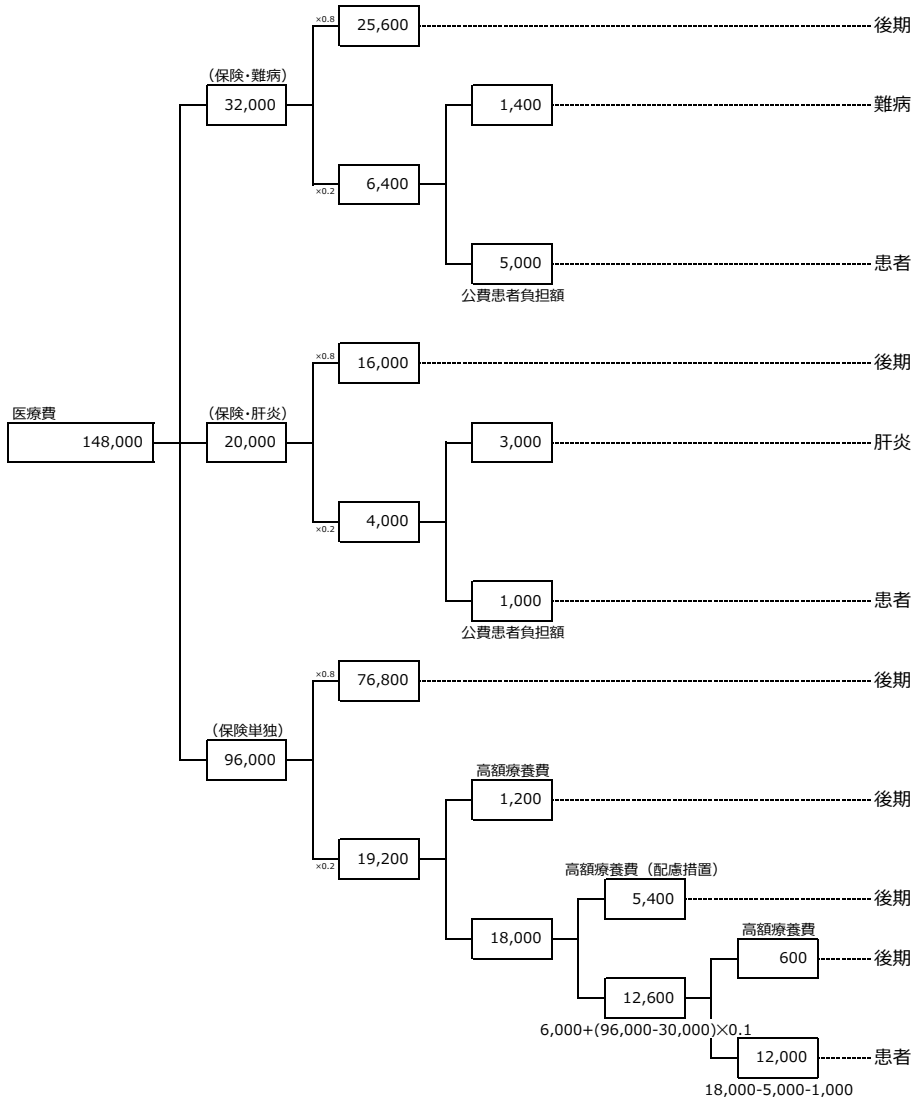 ×0.8
25,600
後期
(保険・難病)
32,000
1,400
難病
×0.2
6,400
5,000
患者
公費患者負担額
×0.8
16,000
後期
医療費
148,000
(保険・肝炎)
20,000
3,000
肝炎
×0.2
4,000
1,000
患者
公費患者負担額
×0.8
76,800
後期
(保険単独)
96,000
高額療養費
1,200
後期
×0.2
19,200
高額療養費(配慮措置)
5,400
後期
18,000
高額療養費
600
後期
12,600
6,000+(96,000-30,000)×0.1
12,000
患者
18,000-5,000-1,000